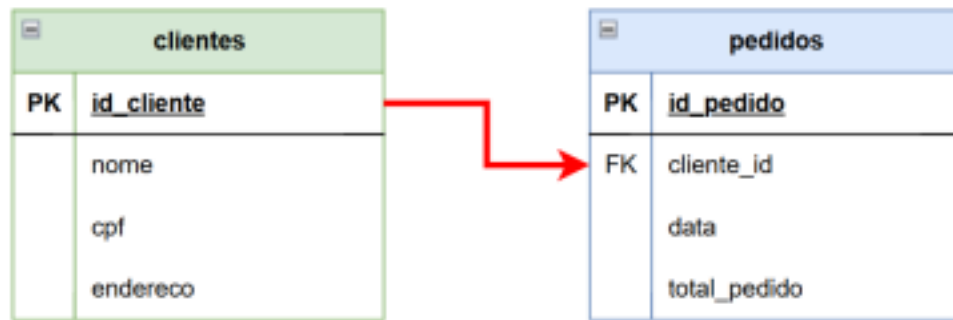 clientes
PK id_cliente
nome
cpf
endereco
pedidos
PK id_pedido
FK cliente_id
data
total_pedido